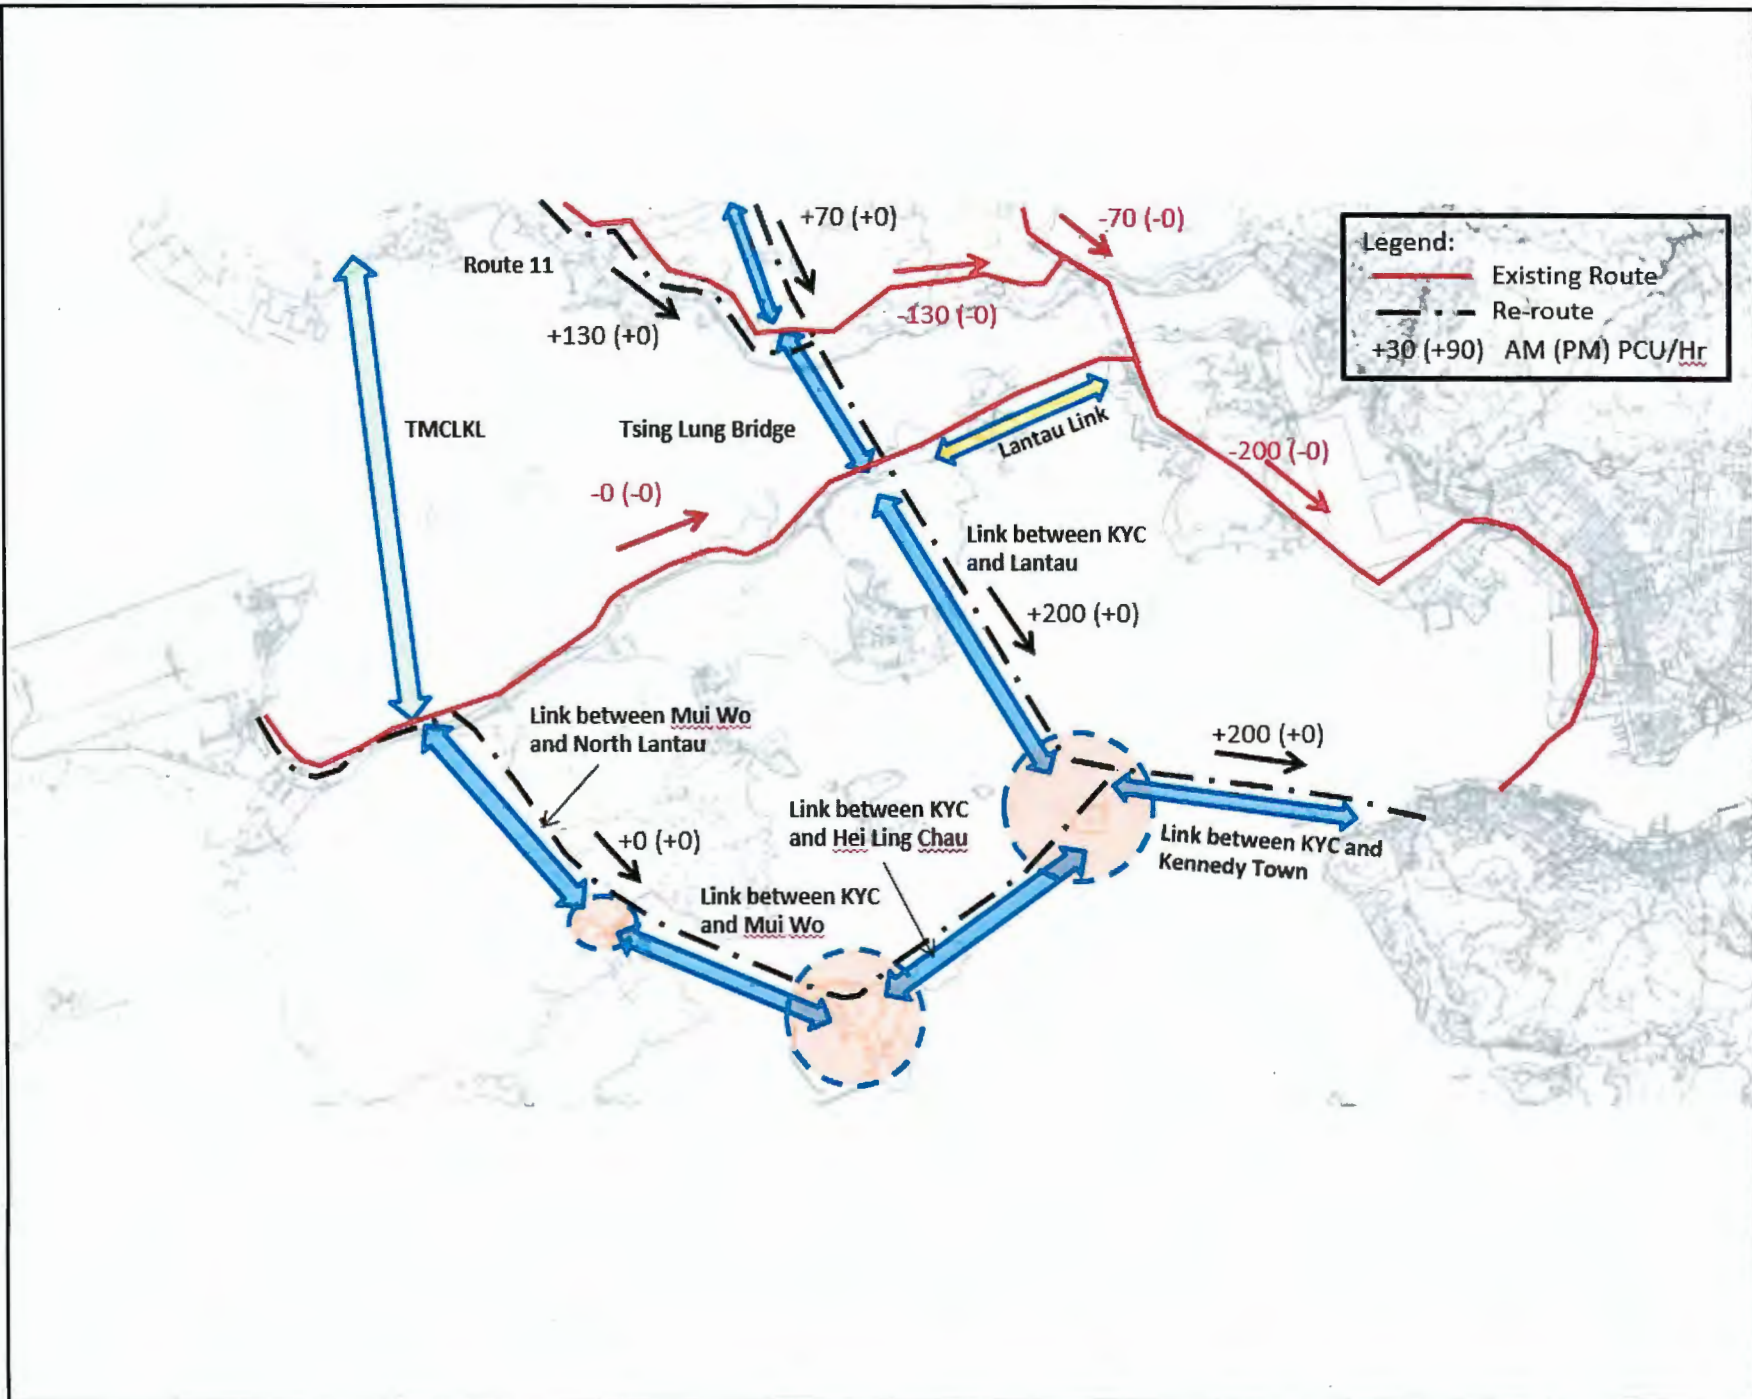 +70 (+0)
-70 (-0)
Legend:
Existing Route
Re-route
+30 (+90) AM (PM) PCU/Hr
Route 11
+130 (+0)
-130 (-0)
TMCLKL
Tsing Lung Bridge
Lantau Link
-200 (-0)
-0 (-0)
Link between KYC
and Lantau
+200 (+0)
Link between Mui Wo
and North Lantau
+200 (+0)
Link between KYC
and Hei Ling Chau
+0 (+0)
Link between KYC and
Kennedy Town
Link between KYC
and Mui Wo